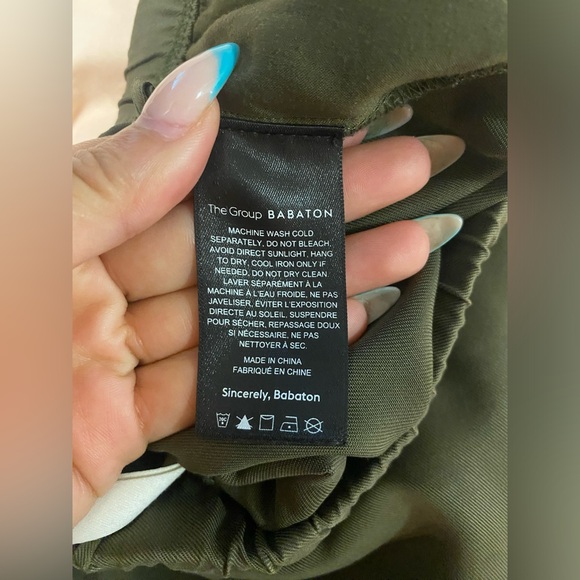 The Group BABATON
MACHINE WASH COLD
SEPARATELY, DO NOT BLEACH,
AVOID DIRECT SUNLIGHT, HANG
TO DRY, COOL IRON ONLY IF
NEEDED, DO NOT DRY CLEAN
LAVER SÉPARÉMENT À LA
MACHINE À L'EAU FROIDE, NE PAS
JAVELISER, ÉVITER L'EXPOSITION
DIRECTE AU SOLEIL, SUSPENDRE
POUR SÉCHER, REPASSAGE DOUX
SI NÉCESSAIRE, NE PAS
NETTOYER À SEC.
MADE IN CHINA
FABRIQUÉ EN CHINE
Sincerely, Babaton